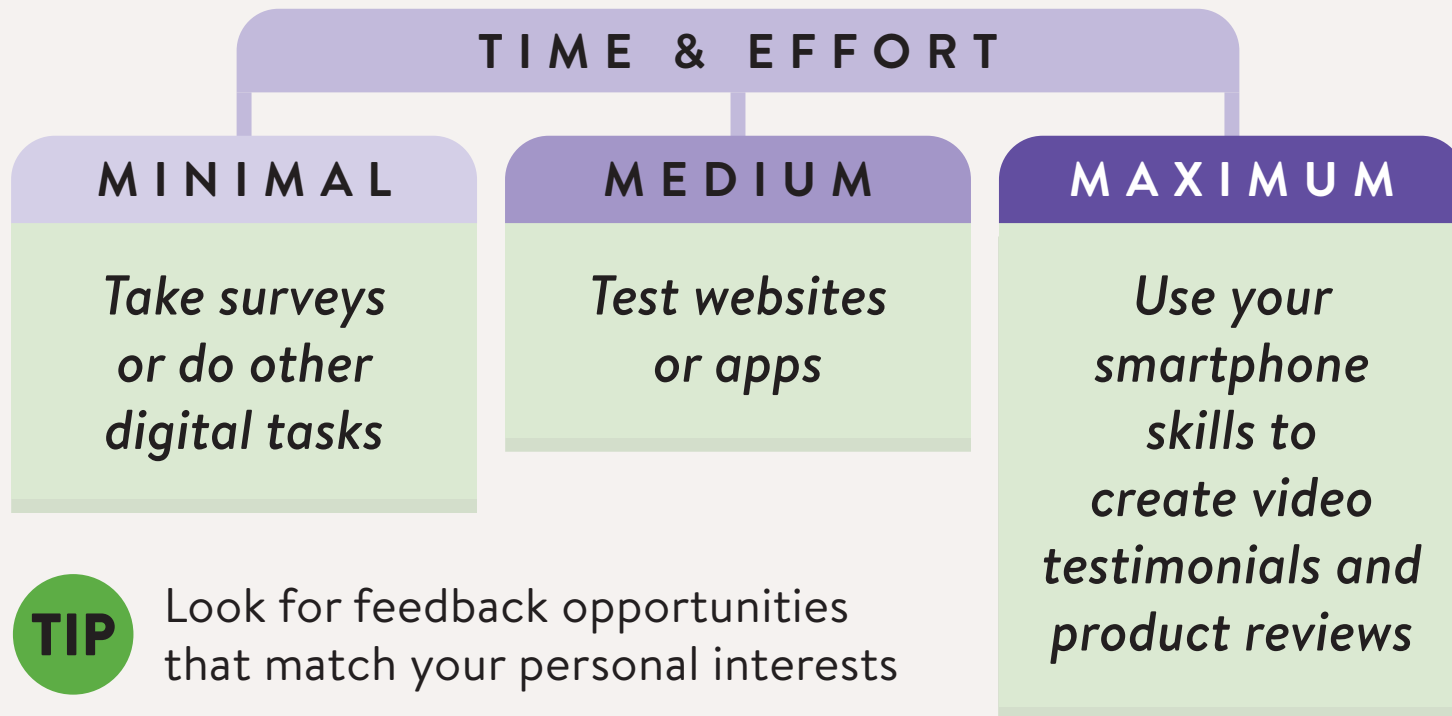 TIME & EFFORT
MINIMAL
Take surveys
or do other
digital tasks
MEDIUM
Test websites
or apps
MAXIMUM
Use your
smartphone
skills to
create video
testimonials and
product reviews
TIP
Look for feedback opportunities
that match your personal interests